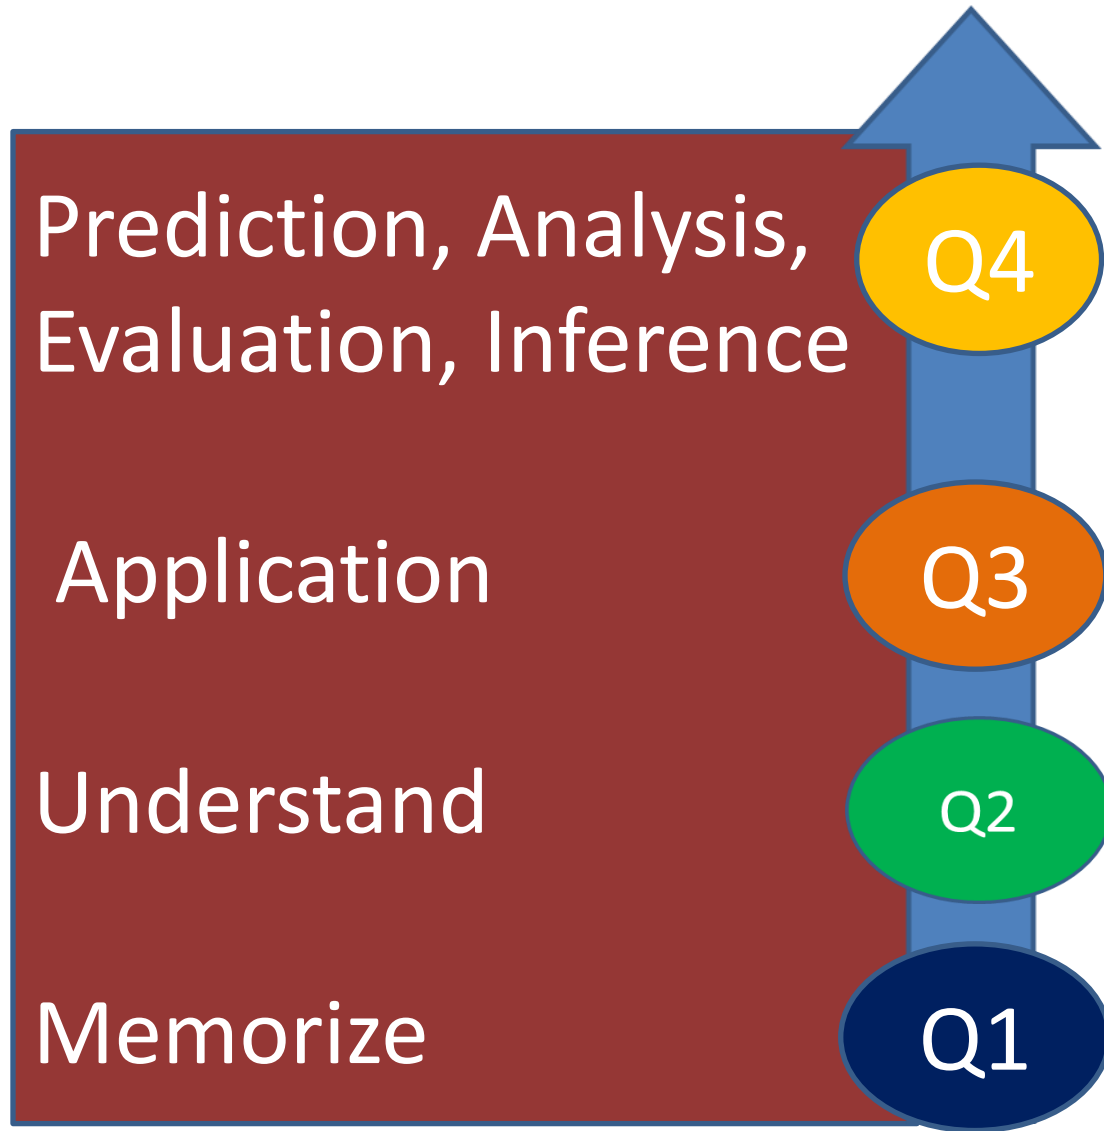 Prediction, Analysis,
Evaluation, Inference
Q4
Application
Q3
Understand
Q2
Memorize
Q1